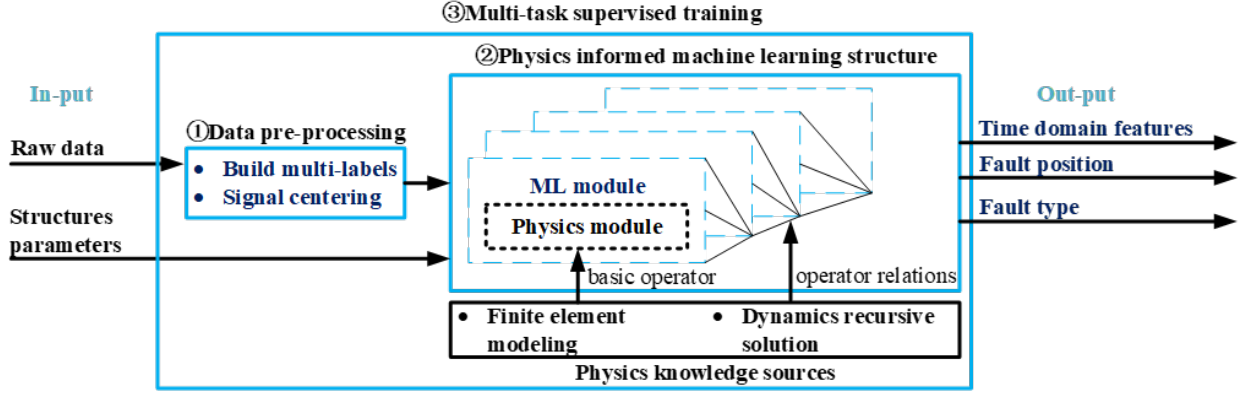 ③Multi-task supervised training
②Physics informed machine learning structure
In-put
Out-put
①Data pre-processing
Raw data
• Build multi-labels
• Signal centering
ML module
Physics module
Time domain features
Fault position
Fault type
Structures
parameters
basic operator
operator relations
• Finite element
modeling
• Dynamics recursive
solution
Physics knowledge sources